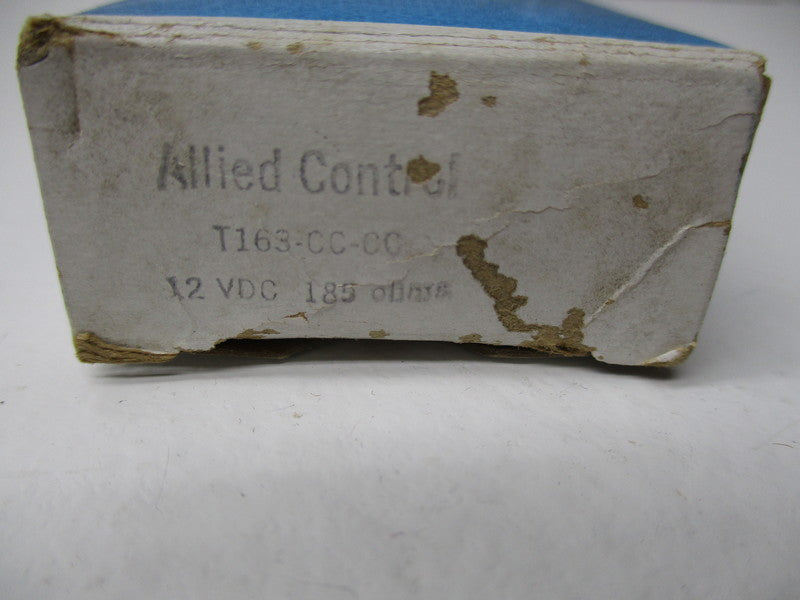 Allied Control
T163-CC-CC
12 VDC 185 ohms